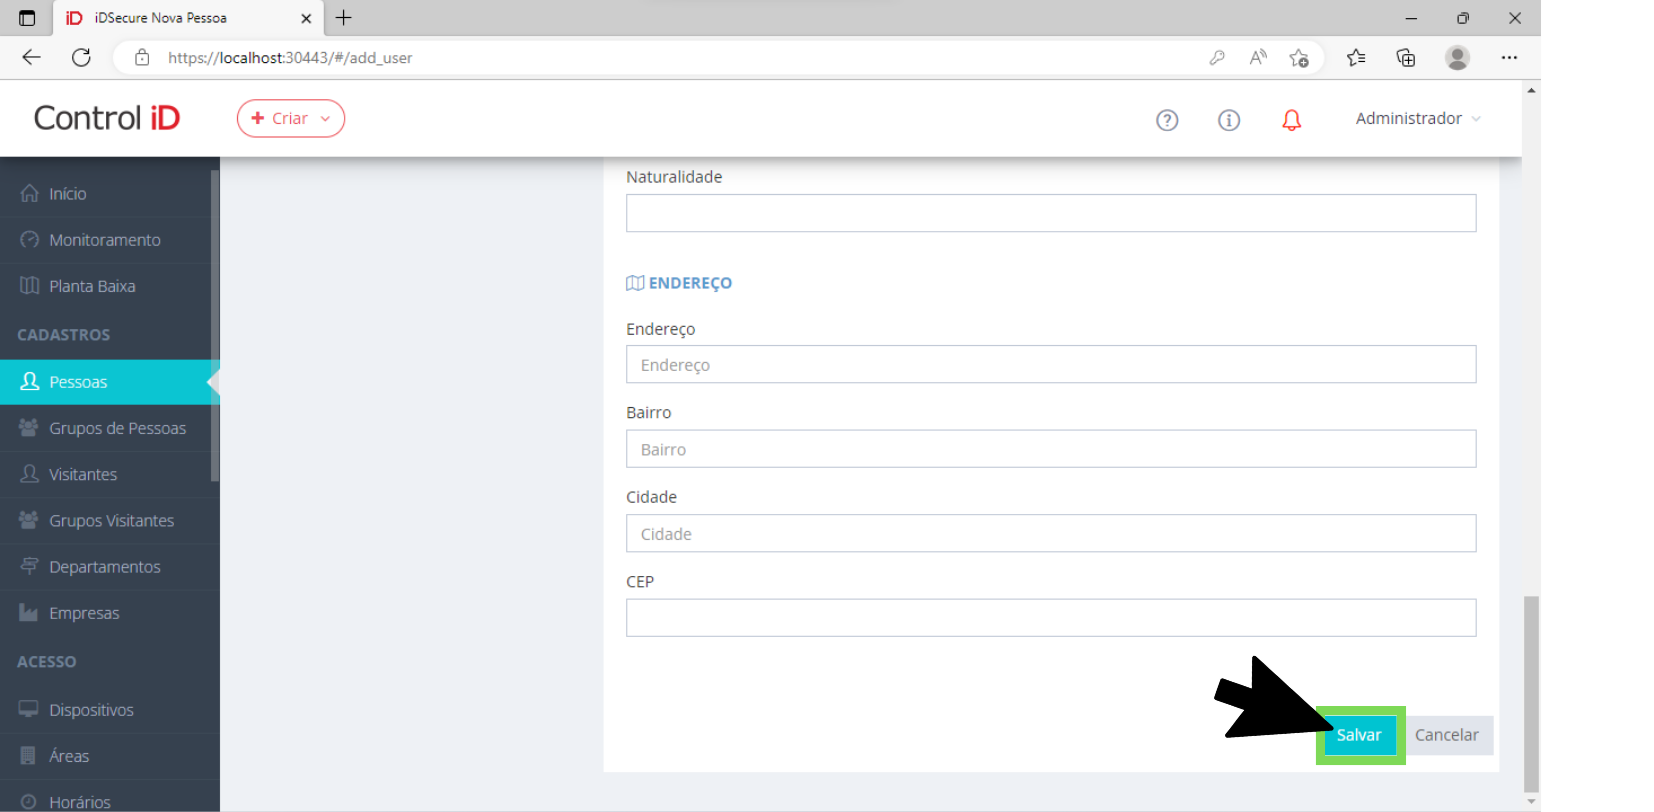 iD iDSecure Nova Pessoa
https://localhost:30443/#/add_user
Control iD
+ Criar
Administrador
Início
Monitoramento
Planta Baixa
CADASTROS
Pessoas
Grupos de Pessoas
Visitantes
Grupos Visitantes
Departamentos
Empresas
ACESSO
Dispositivos
Áreas
Horários
Naturalidade
ENDEREÇO
Endereço
Endereço
Bairro
Bairro
Cidade
Cidade
CEP
Salvar
Cancelar